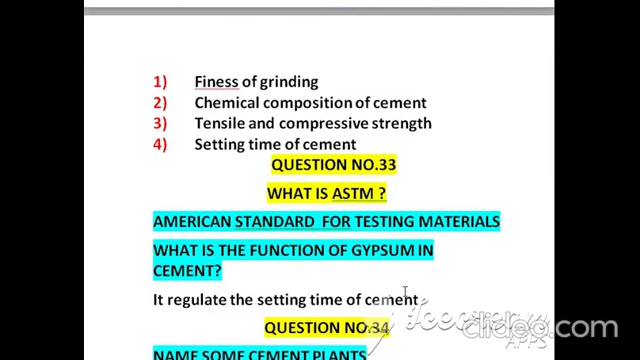 1) Finess of grinding
2) Chemical composition of cement
3) Tensile and compressive strength
4) Setting time of cement
QUESTION NO.33
WHAT IS ASTM ?
AMERICAN STANDARD FOR TESTING MATERIALS
WHAT IS THE FUNCTION OF GYPSUM IN
CEMENT?
It regulate the setting time of cement
clideo.com
QUESTION NO.34
APPS
NAME SOME CEMENT PLANTS